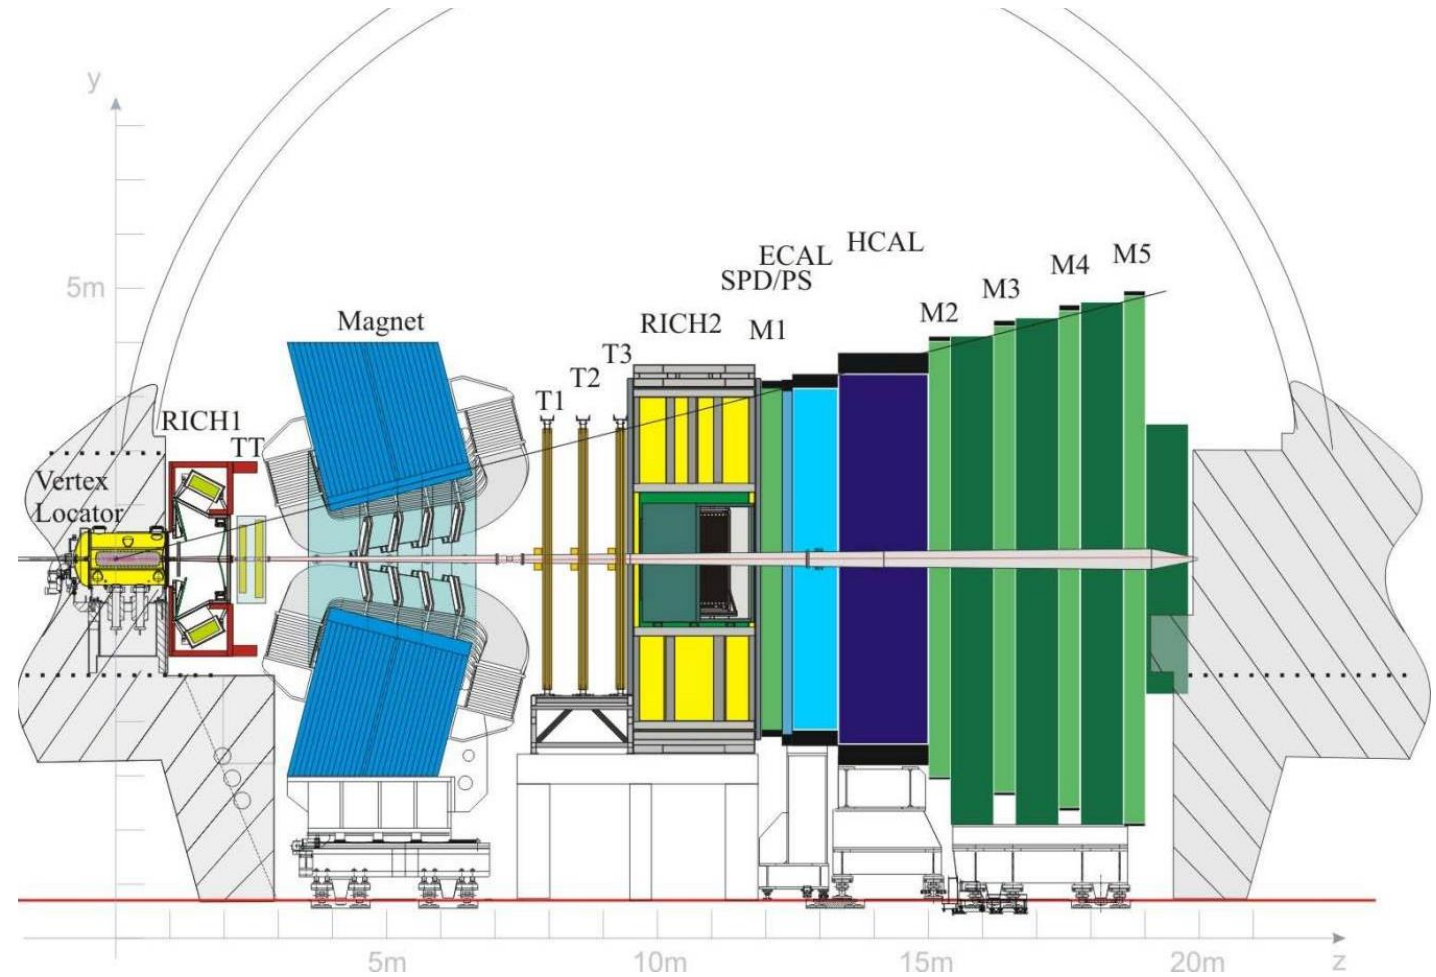 y
5m
ECAL
HCAL
SPD/PS
M5
M4
M3
M2
M1
RICH2
Magnet
T3
T2
T1
RICH1
TT
Vertex
Locator
5m
10m
15m
20m
z